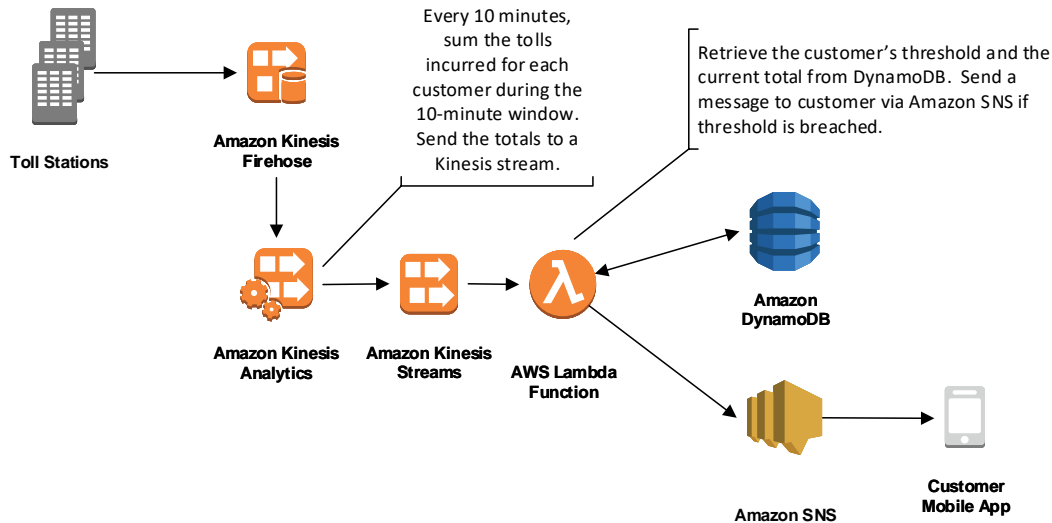 Every 10 minutes,
sum the tolls
incurred for each
customer during the
10-minute window.
Send the totals to a
Kinesis stream.
Retrieve the customer’s threshold and the
current total from DynamoDB.  Send a
message to customer via Amazon SNS if
threshold is breached.
Toll Stations
Amazon Kinesis
Firehose
Amazon Kinesis
Analytics
Amazon Kinesis
Streams
AWS Lambda
Function
Amazon
DynamoDB
Amazon SNS
Customer
Mobile App